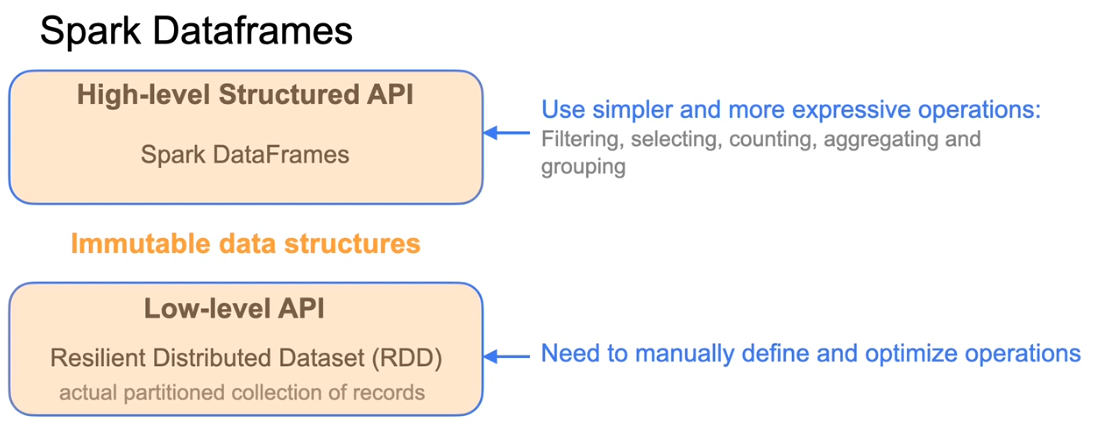 Spark Dataframes
High-level Structured API
Spark DataFrames
Use simpler and more expressive operations:
Filtering, selecting, counting, aggregating and
grouping
Immutable data structures
Low-level API
Resilient Distributed Dataset (RDD)
actual partitioned collection of records
Need to manually define and optimize operations